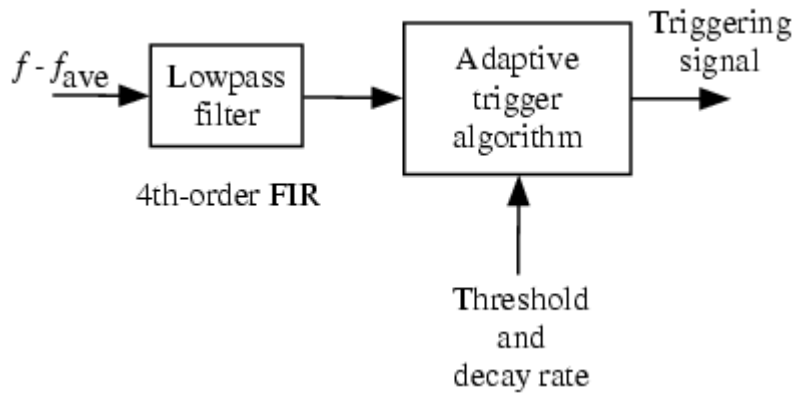 f - fave
Lowpass
filter
4th-order FIR
Adaptive
trigger
algorithm
Triggering
signal
Threshold
and
decay rate